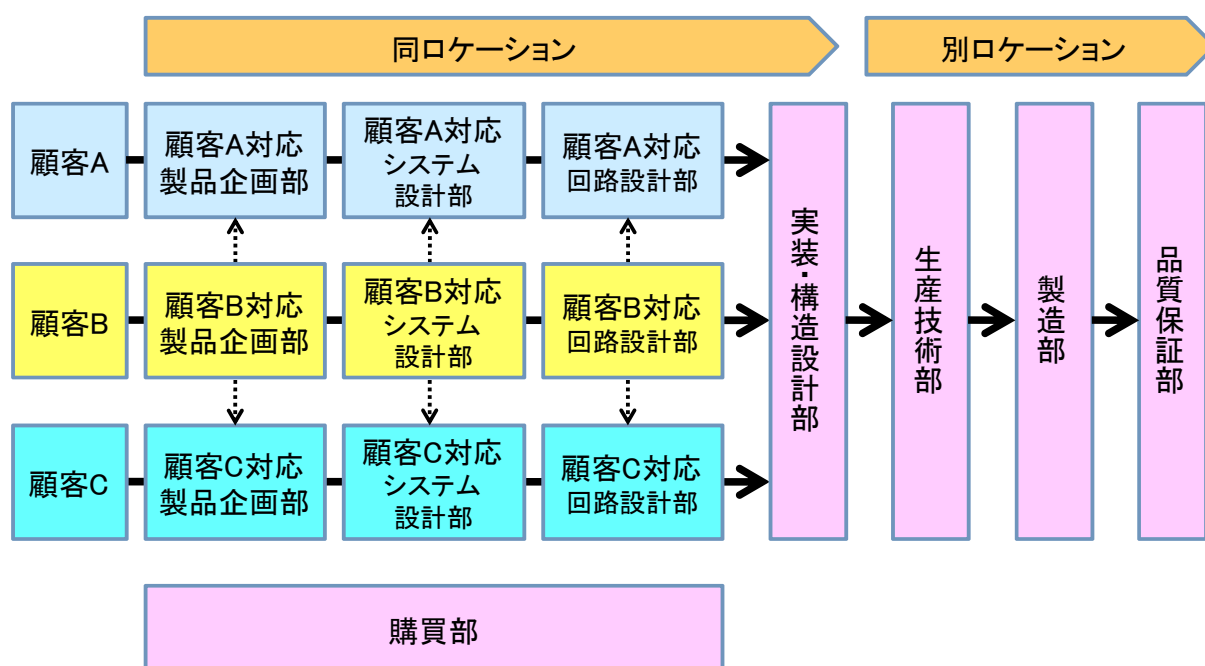 同ロケーション
別ロケーション
顧客A
顧客A対応
製品企画部
顧客A対応
システム
設計部
顧客A対応
回路設計部
顧客B
顧客B対応
製品企画部
顧客B対応
システム
設計部
顧客B対応
回路設計部
顧客C
顧客C対応
製品企画部
顧客C対応
システム
設計部
顧客C対応
回路設計部
実装・構造設計部
生産技術部
製造部
品質保証部
購買部